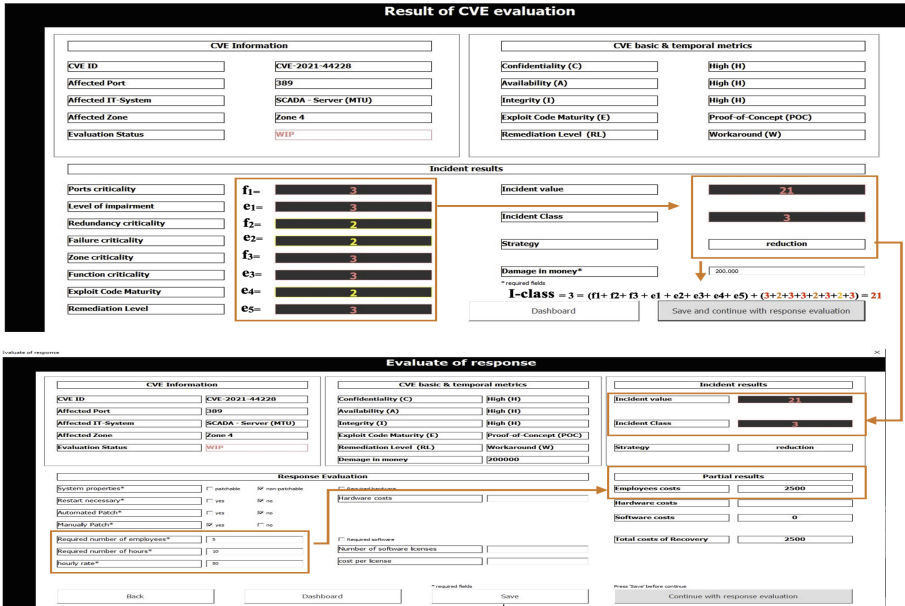 Result of CVE evaluation
CVE Information
CVE basic & temporal metrics
CVE ID CVE-2021-44228 Confidentiality (C) High (H)
Affected Port 389 Availability (A) High (H)
Affected IT-System SCADA - Server (MTU) Integrity (I) High (H)
Affected Zone Zone 4 Exploit Code Maturity (E) Proof-of-Concept (POC)
Evaluation Status WIP Remediation Level (RL) Workaround (W)
Incident results
Ports criticality f1= 3 Incident value 21
Level of impairment e1= 3
Redundancy criticality f2= 2 Incident Class 3
Failure criticality e2= 2
Zone criticality f3= 3 Strategy reduction
Function criticality e3= 3 Damage in money* 200.000
* required fields
Exploit Code Maturity e4= 2
I-class = 3 = (f1+ f2+ f3 + e1 + e2+ e3+ e4+ e5) + (3+2+3+3+2+3+2+3) = 21
Remediation Level e5= 3 Dashboard Save and continue with response evaluation
Evaluate of response
Evaluate of response
CVE Information CVE basic & temporal metrics Incident results
CVE ID CVE-2021-44228 Confidentiality (C) High (H) Incident value 21
Affected Port 389 Availability (A) High (H)
Affected IT-System SCADA - Server (MTU) Integrity (I) High (H) Incident Class 3
Affected Zone Zone 4 Exploit Code Maturity (E) Proof-of-Concept (POC)
Evaluation Status WIP Remediation Level (RL) Workaround (W) Strategy reduction
Demage in money 200000
Response Evaluation Partial results
System properties* patchable non-patchable Required hardware Employees costs 2500
Restart necessary* yes no Hardware costs Hardware costs
Automated Patch* yes no Software costs 0
Manualy Patch* yes no
Required number of employees* 5 Required software Total costs of Recovery 2500
Required number of hours* 10 Number of software licenses
hourly rate* 50 cost per license
* required fields Press 'Save' before continue
Back Dashboard Save Continue with response evaluation